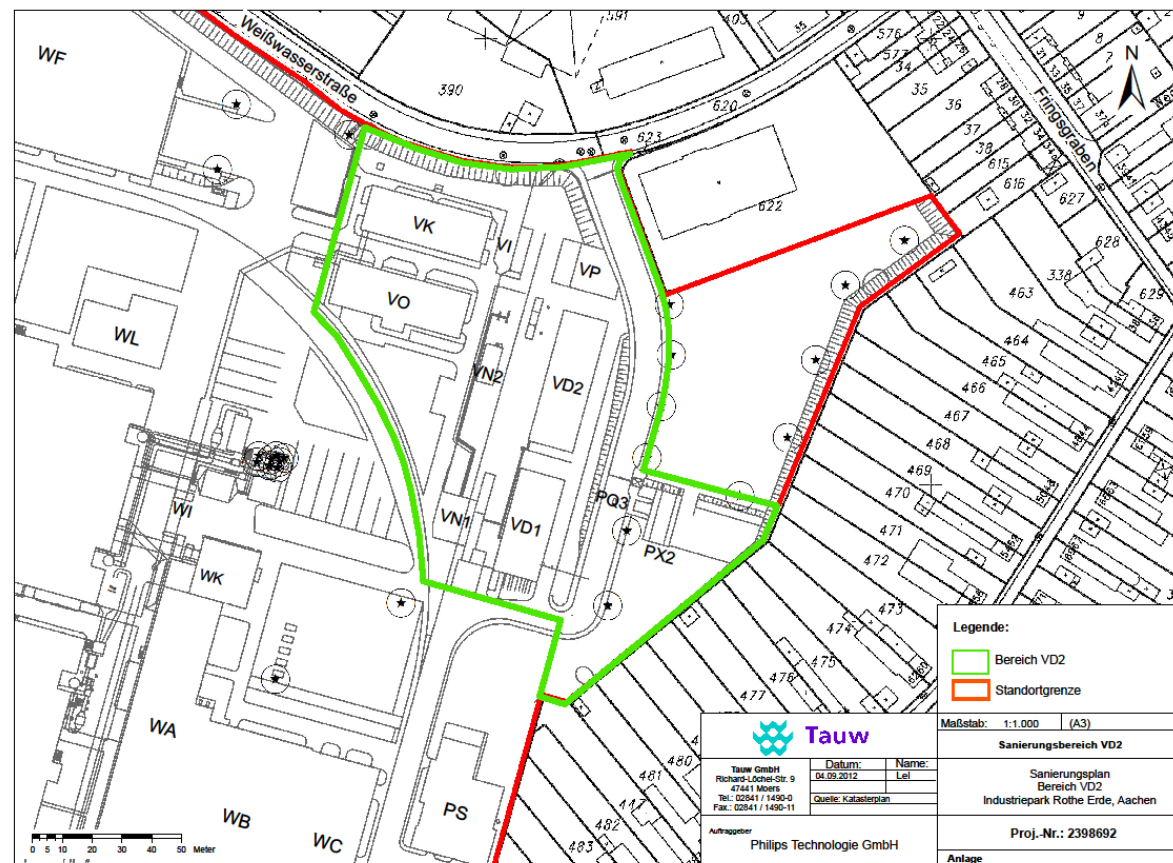 WF
Weißwasserstraße
591
403
35
390
620
623
622
576
577
34
35
36
37
38
615
616
627
628
629
338
Fringsgraben
N
VK
VI
VP
VO
WL
VN2
VD2
463
464
465
466
467
468
469
470
471
472
473
474
475
477
480
481
482
483
WI
VN1
VD1
PQ3
PX2
WK
WA
WB
WC
PS
0 5 10 20 30 40 50 Meter
Legende:
Bereich VD2
Standortgrenze
Maßstab: 1:1.000 (A3)
Sanierungsbereich VD2
Tauw
Tauw GmbH
Richard-Löchel-Str. 9
47441 Moers
Tel.: 02841 / 1490-0
Fax.: 02841 / 1490-11
Datum: Name:
04.09.2012 Lel
Quelle: Katasterplan
Sanierungsplan
Bereich VD2
Industriepark Rothe Erde, Aachen
Auftraggeber
Philips Technologie GmbH
Proj.-Nr.: 2398692
Anlage